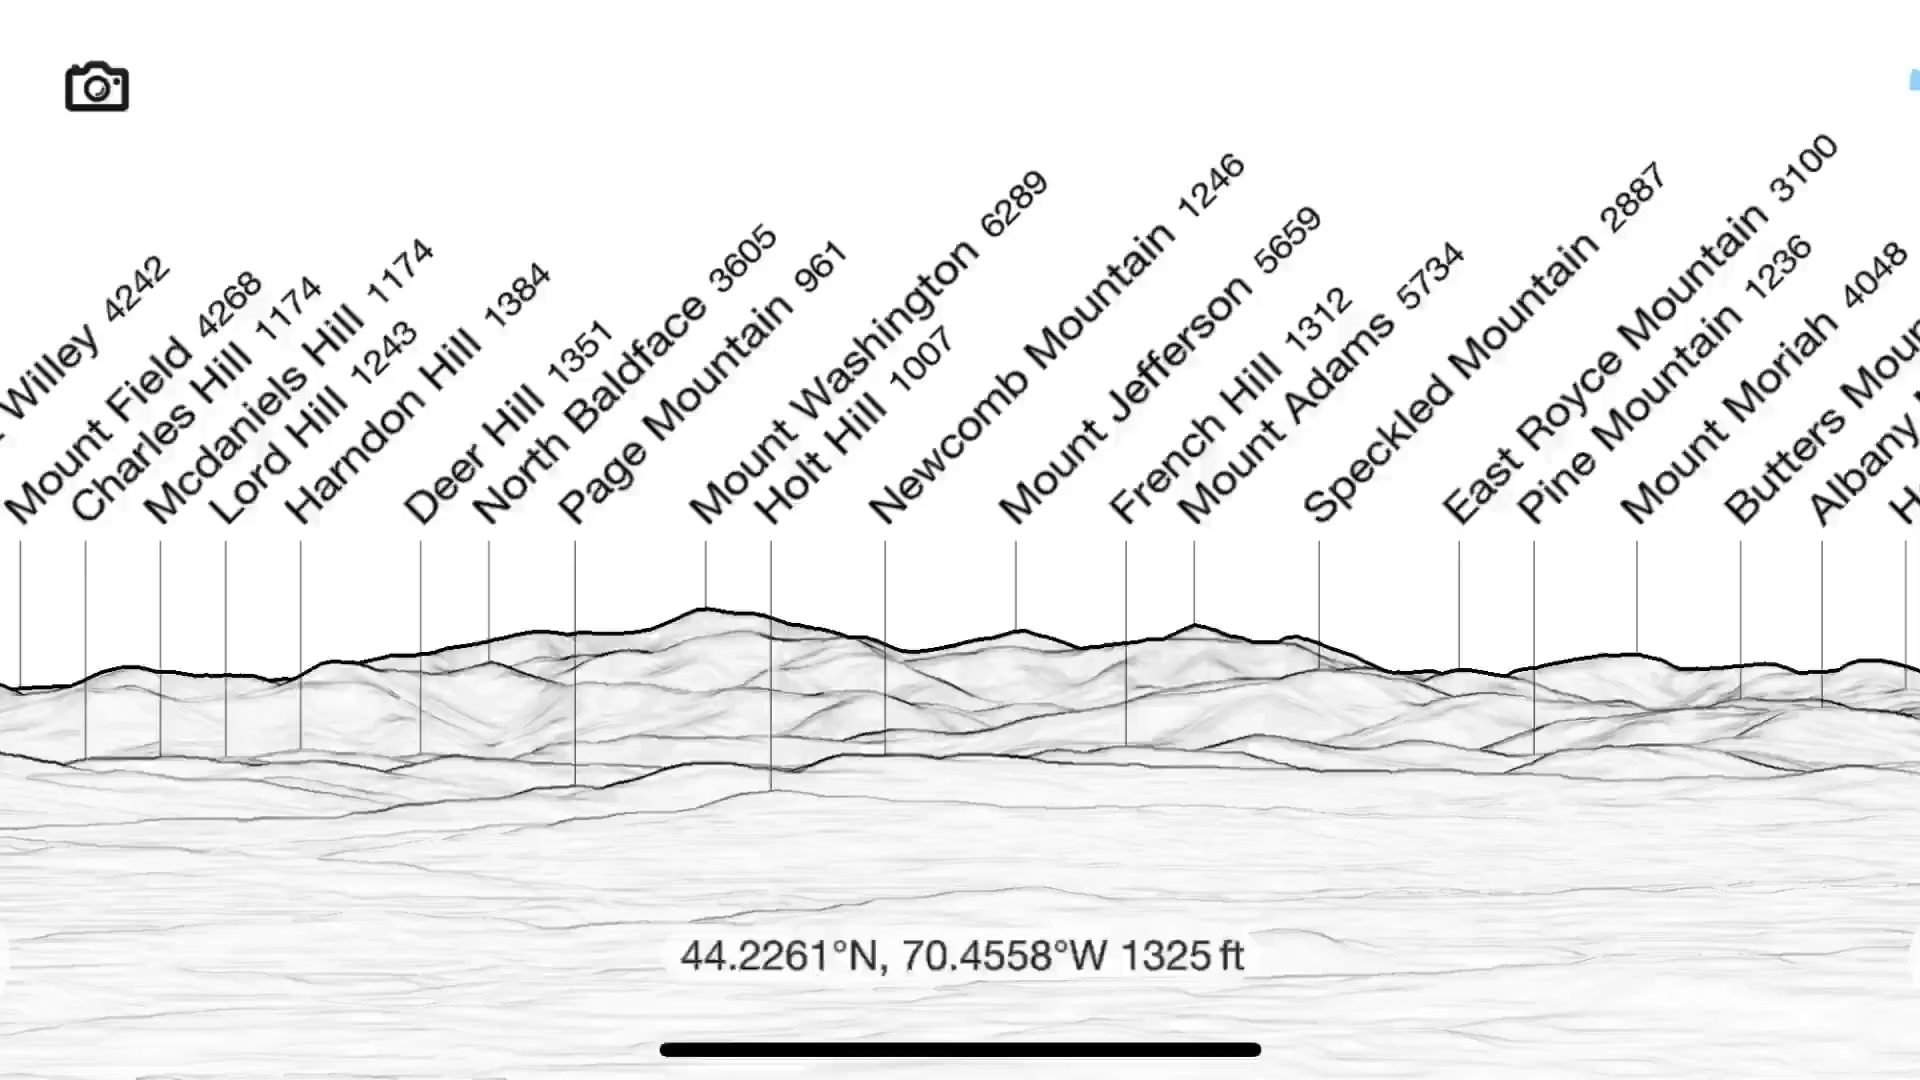 Willey 4242
Mount Field 4268
Charles Hill 1174
Mcdaniels Hill 1174
Lord Hill 1243
Harndon Hill 1384
Deer Hill 1351
North Baldface 3605
Page Mountain 961
Mount Washington 6289
Holt Hill 1007
Newcomb Mountain 1246
Mount Jefferson 5659
French Hill 1312
Mount Adams 5734
Speckled Mountain 2887
East Royce Mountain 3100
Pine Mountain 1236
Mount Moriah 4048
Butters Moun
Albany
44.2261°N, 70.4558°W 1325 ft